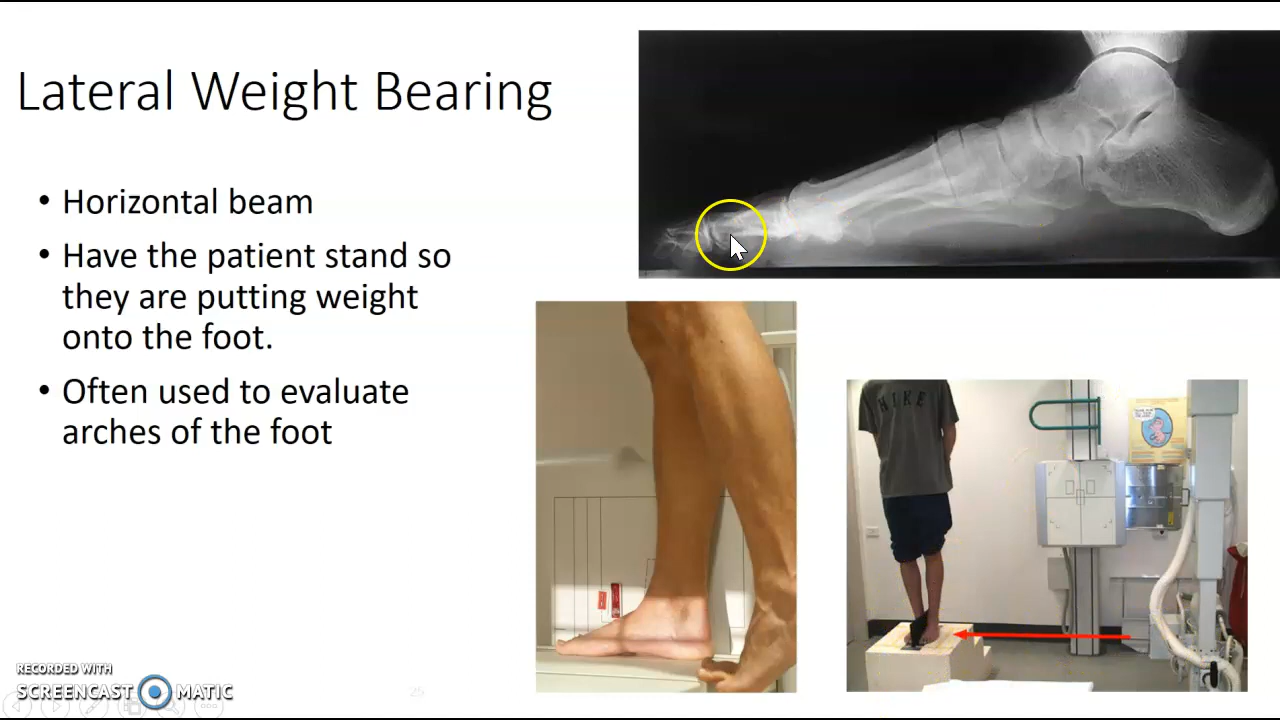 Lateral Weight Bearing
• Horizontal beam
• Have the patient stand so
they are putting weight
onto the foot.
• Often used to evaluate
arches of the foot
RECORDED WITH
SCREENCAST MATIC
25